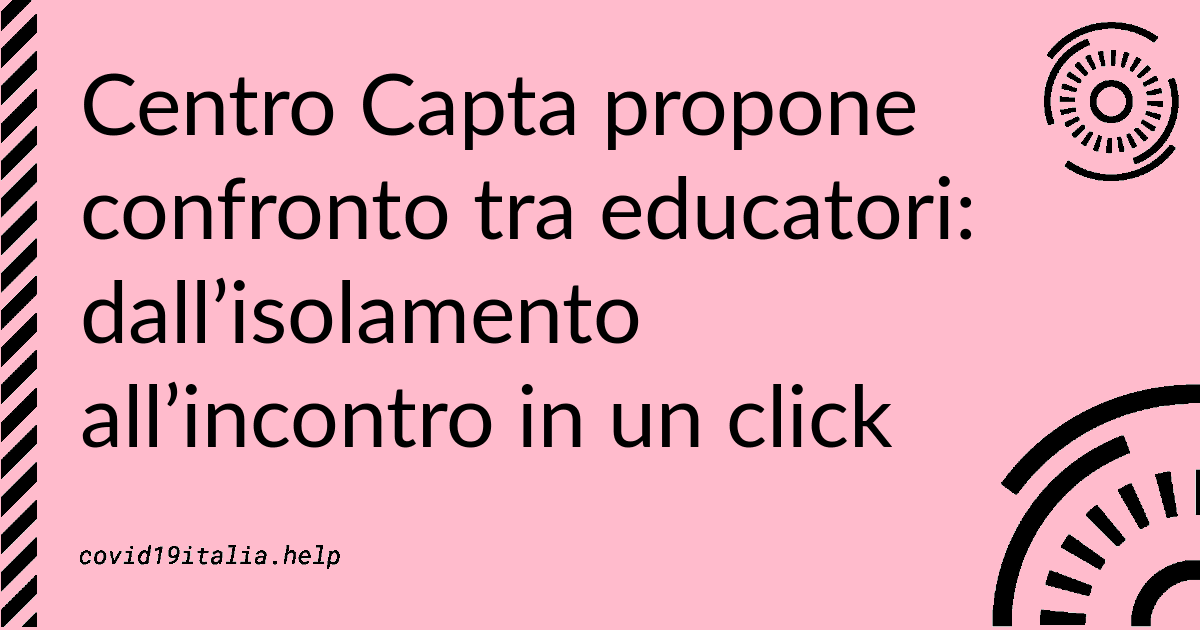 Centro Capta propone
confronto tra educatori:
dall’isolamento
all’incontro in un click
covid19italia.help